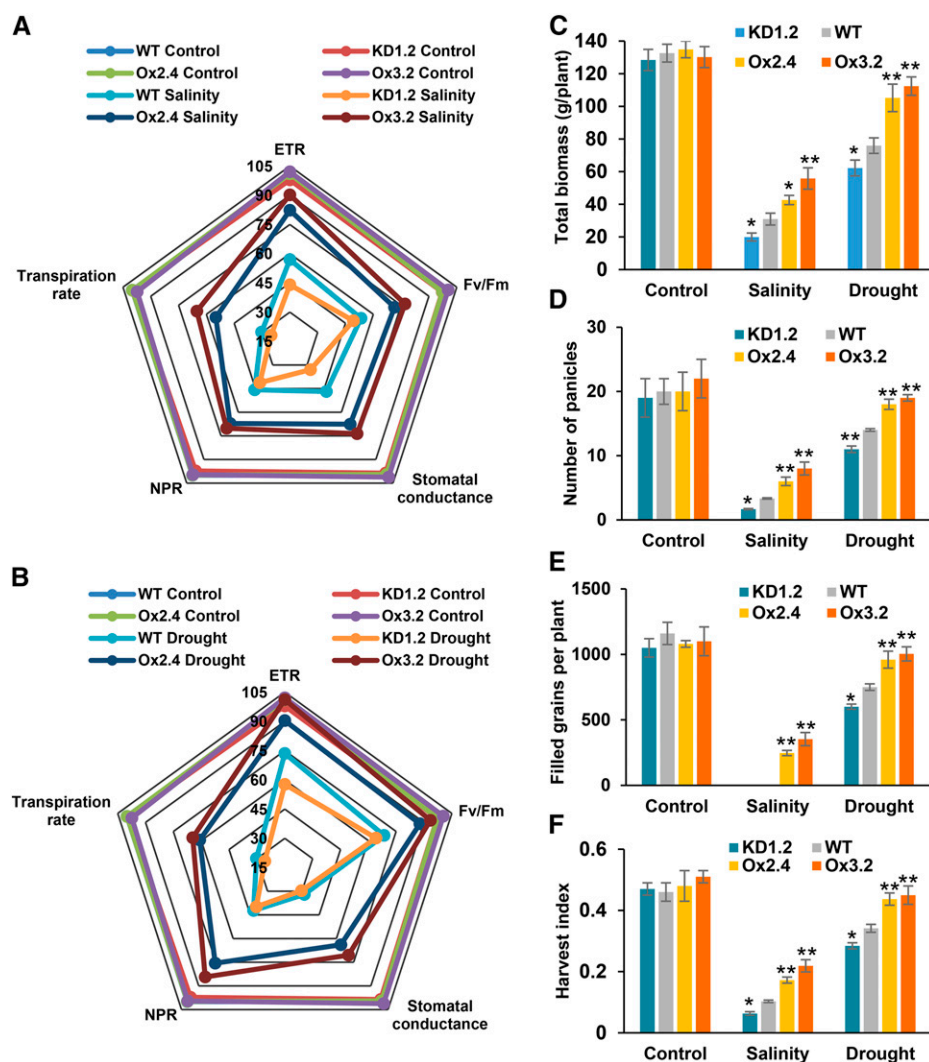 A
WT Control
KD1.2 Control
Ox2.4 Control
Ox3.2 Control
WT Salinity
KD1.2 Salinity
Ox2.4 Salinity
Ox3.2 Salinity
ETR
105
90
75
60
45
30
15
Transpiration
rate
Fv/Fm
NPR
Stomatal
conductance
B
WT Control
KD1.2 Control
Ox2.4 Control
Ox3.2 Control
WT Drought
KD1.2 Drought
Ox2.4 Drought
Ox3.2 Drought
ETR
105
90
75
60
45
30
15
Transpiration
rate
Fv/Fm
NPR
Stomatal
conductance
C
KD1.2
WT
Ox2.4
Ox3.2
Total biomass (g/plant)
140
120
100
80
60
40
20
0
* * **
* ** **
Control Salinity Drought
D
KD1.2
WT
Ox2.4
Ox3.2
Number of panicles
30
20
10
0
* ** **
** ** **
Control Salinity Drought
E
KD1.2
WT
Ox2.4
Ox3.2
Filled grains per plant
1500
1000
500
0
** **
* ** **
Control Salinity Drought
F
KD1.2
WT
Ox2.4
Ox3.2
Harvest index
0.6
0.4
0.2
0
* ** **
* ** **
Control Salinity Drought